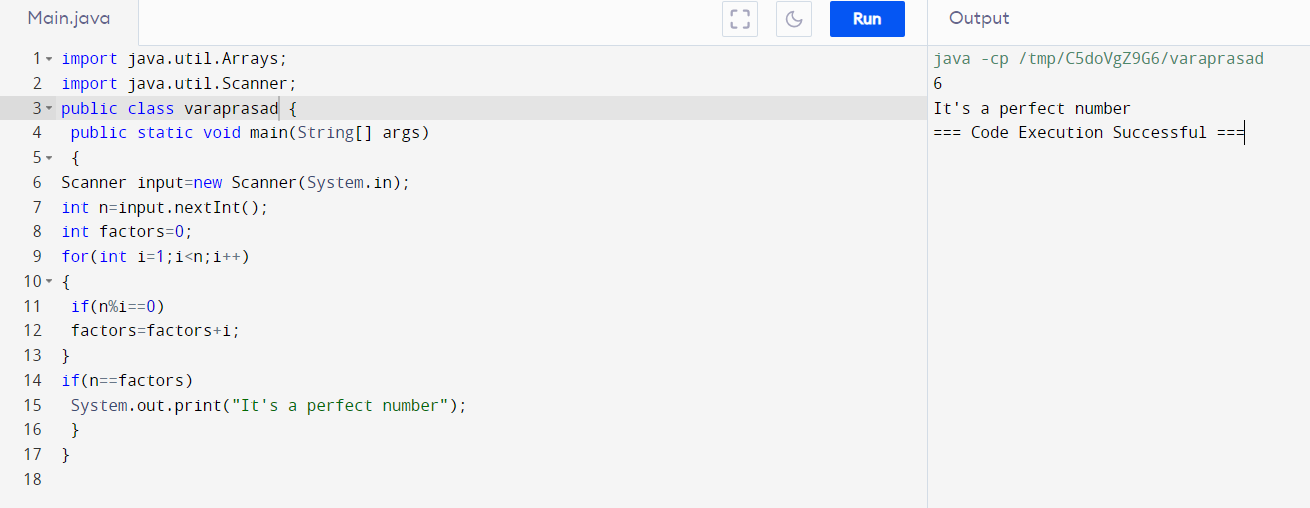 Main.java
Run
Output
1 import java.util.Arrays;
2 import java.util.Scanner;
3 public class varaprasad {
4 public static void main(String[] args)
5 {
6 Scanner input=new Scanner(System.in);
7 int n=input.nextInt();
8 int factors=0;
9 for(int i=1;i<n;i++)
10 {
11 if(n%i==0)
12 factors=factors+i;
13 }
14 if(n==factors)
15 System.out.print("It's a perfect number");
16 }
17 }
18
java -cp /tmp/C5doVgZ9G6/varaprasad
6
It's a perfect number
=== Code Execution Successful ===